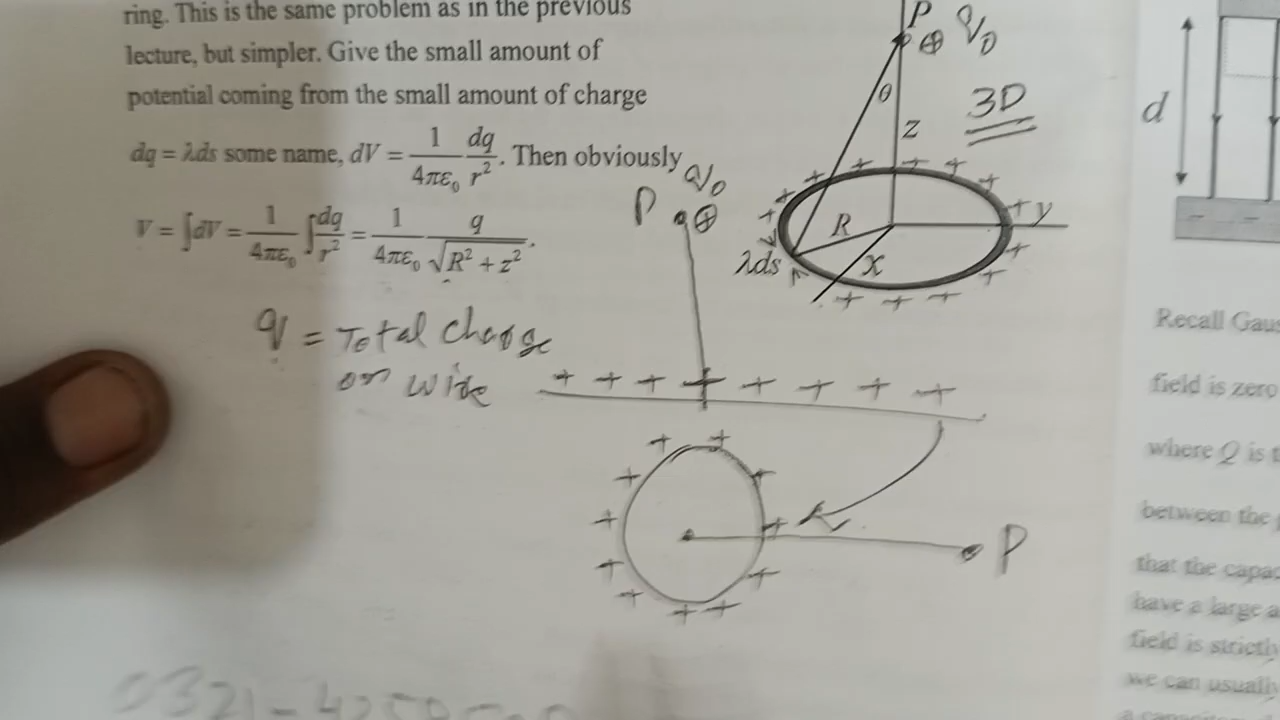 ring. This is the same problem as in the previous
lecture, but simpler. Give the small amount of
potential coming from the small amount of charge
dq = λds some name, dV = 1/4πε₀ dq/r². Then obviously
V = ∫dV = 1/4πε₀ ∫dq/r² = 1/4πε₀ q/√(R² + z²).
q = Total charge
on wire
P ⊕ q₀
+ + + + + + + +
P
P ⊕ q₀
θ
3D
z
R
y
λds
x
d
Recall
field is zero
where Q is
between the
that the
have a large
field is strictly
we can usually